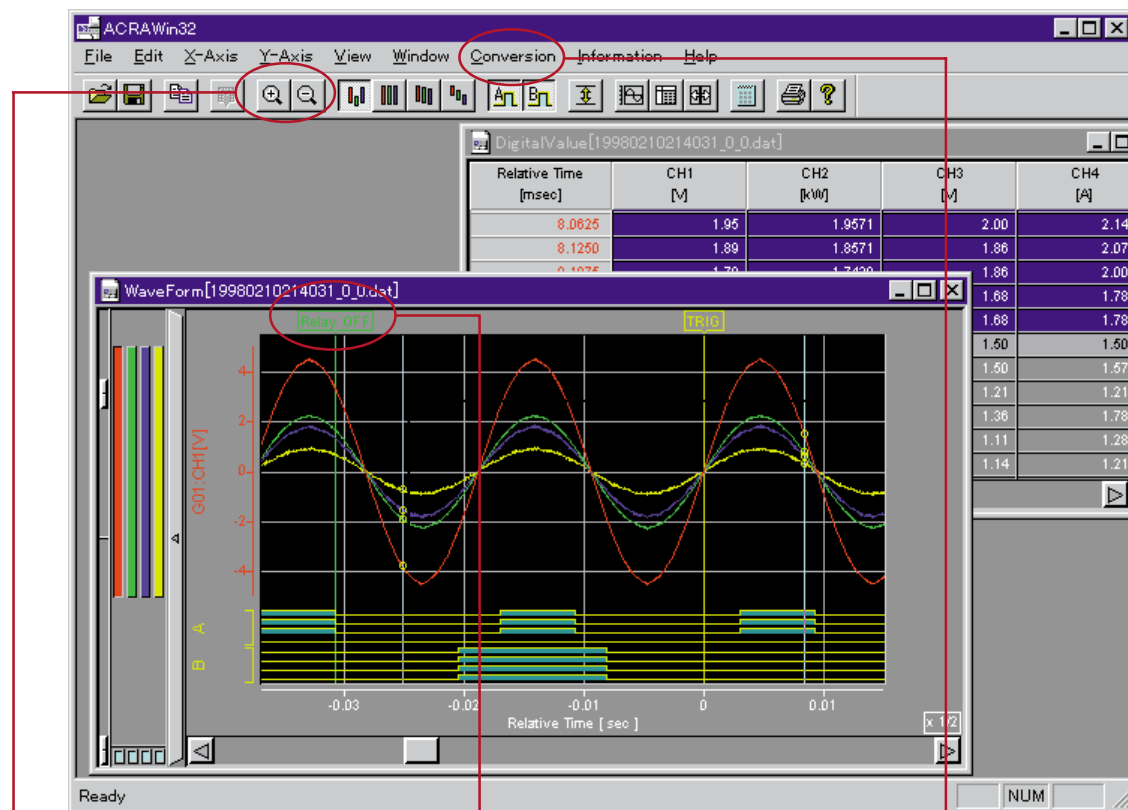 ACRAWin32
File Edit X-Axis Y-Axis View Window Conversion Information Help
DigitalValue[19980210214031_0_0.dat]
Relative Time CH1 CH2 CH3 CH4
[msec] [V] [kW] [V] [A]
8.0625 1.95 1.9571 2.00 2.14
8.1250 1.89 1.8571 1.86 2.07
1.86 2.00
WaveForm[19980210214031_0_0.dat]
1.68 1.78
Relay_OFF TRIG
1.68 1.78
1.50 1.50
1.50 1.57
1.21 1.21
1.36 1.78
1.11 1.28
1.14 1.21
4
2
0
-2
-4
G01:CH1[V]
A
B
-0.03 -0.02 -0.01 0 0.01
Relative Time [ sec ]
x 1/2
Ready NUM